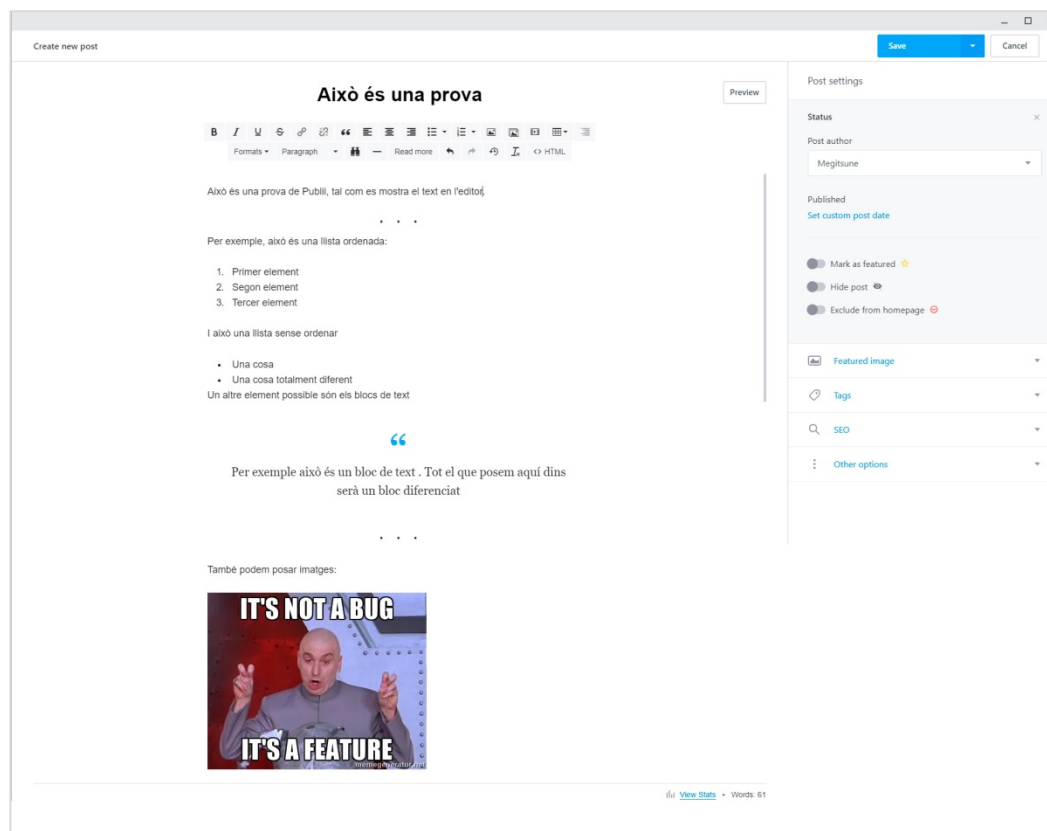 Create new post
Save
Cancel
Això és una prova
Preview
Formats
Paragraph
Read more
HTML
Això és una prova de Publii, tal com es mostra el text en l'editor.
Per exemple, això és una llista ordenada:
1. Primer element
2. Segon element
3. Tercer element
I això una llista sense ordenar
• Una cosa
• Una cosa totalment diferent
Un altre element possible són els blocs de text
“
Per exemple això és un bloc de text . Tot el que posem aquí dins
serà un bloc diferenciat
També podem posar imatges:
IT'S NOT A BUG
IT'S A FEATURE
memegenerator.net
View Stats • Words: 61
Post settings
Status
Post author
Megitsune
Published
Set custom post date
Mark as featured
Hide post
Exclude from homepage
Featured image
Tags
SEO
Other options